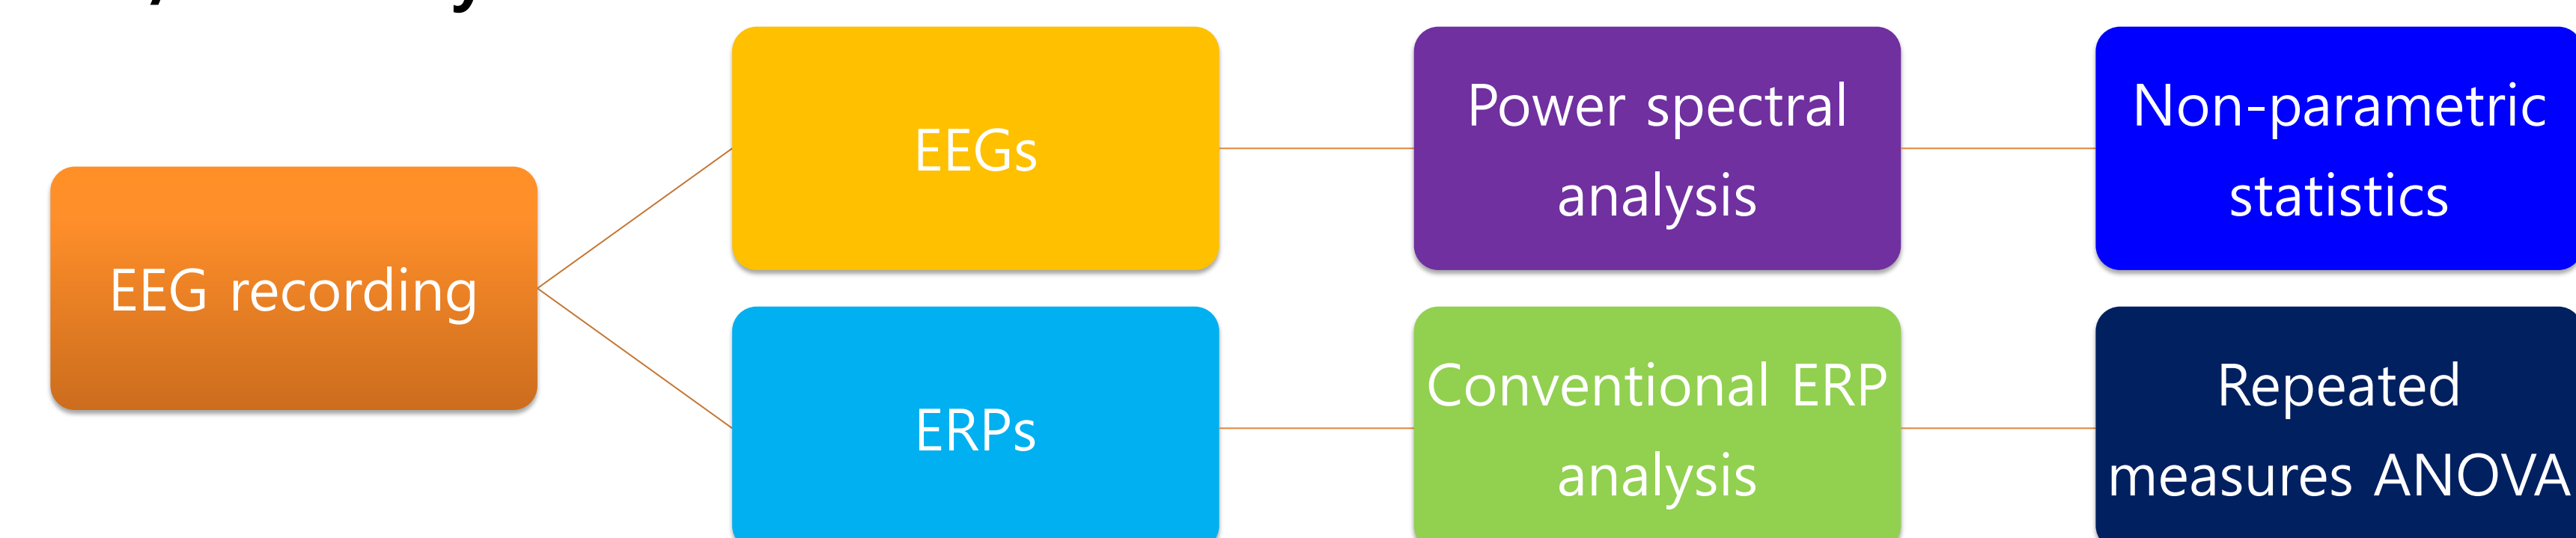 EEG recording
EEGs
Power spectral
analysis
Non-parametric
statistics
ERPs
Conventional ERP
analysis
Repeated
measures ANOVA